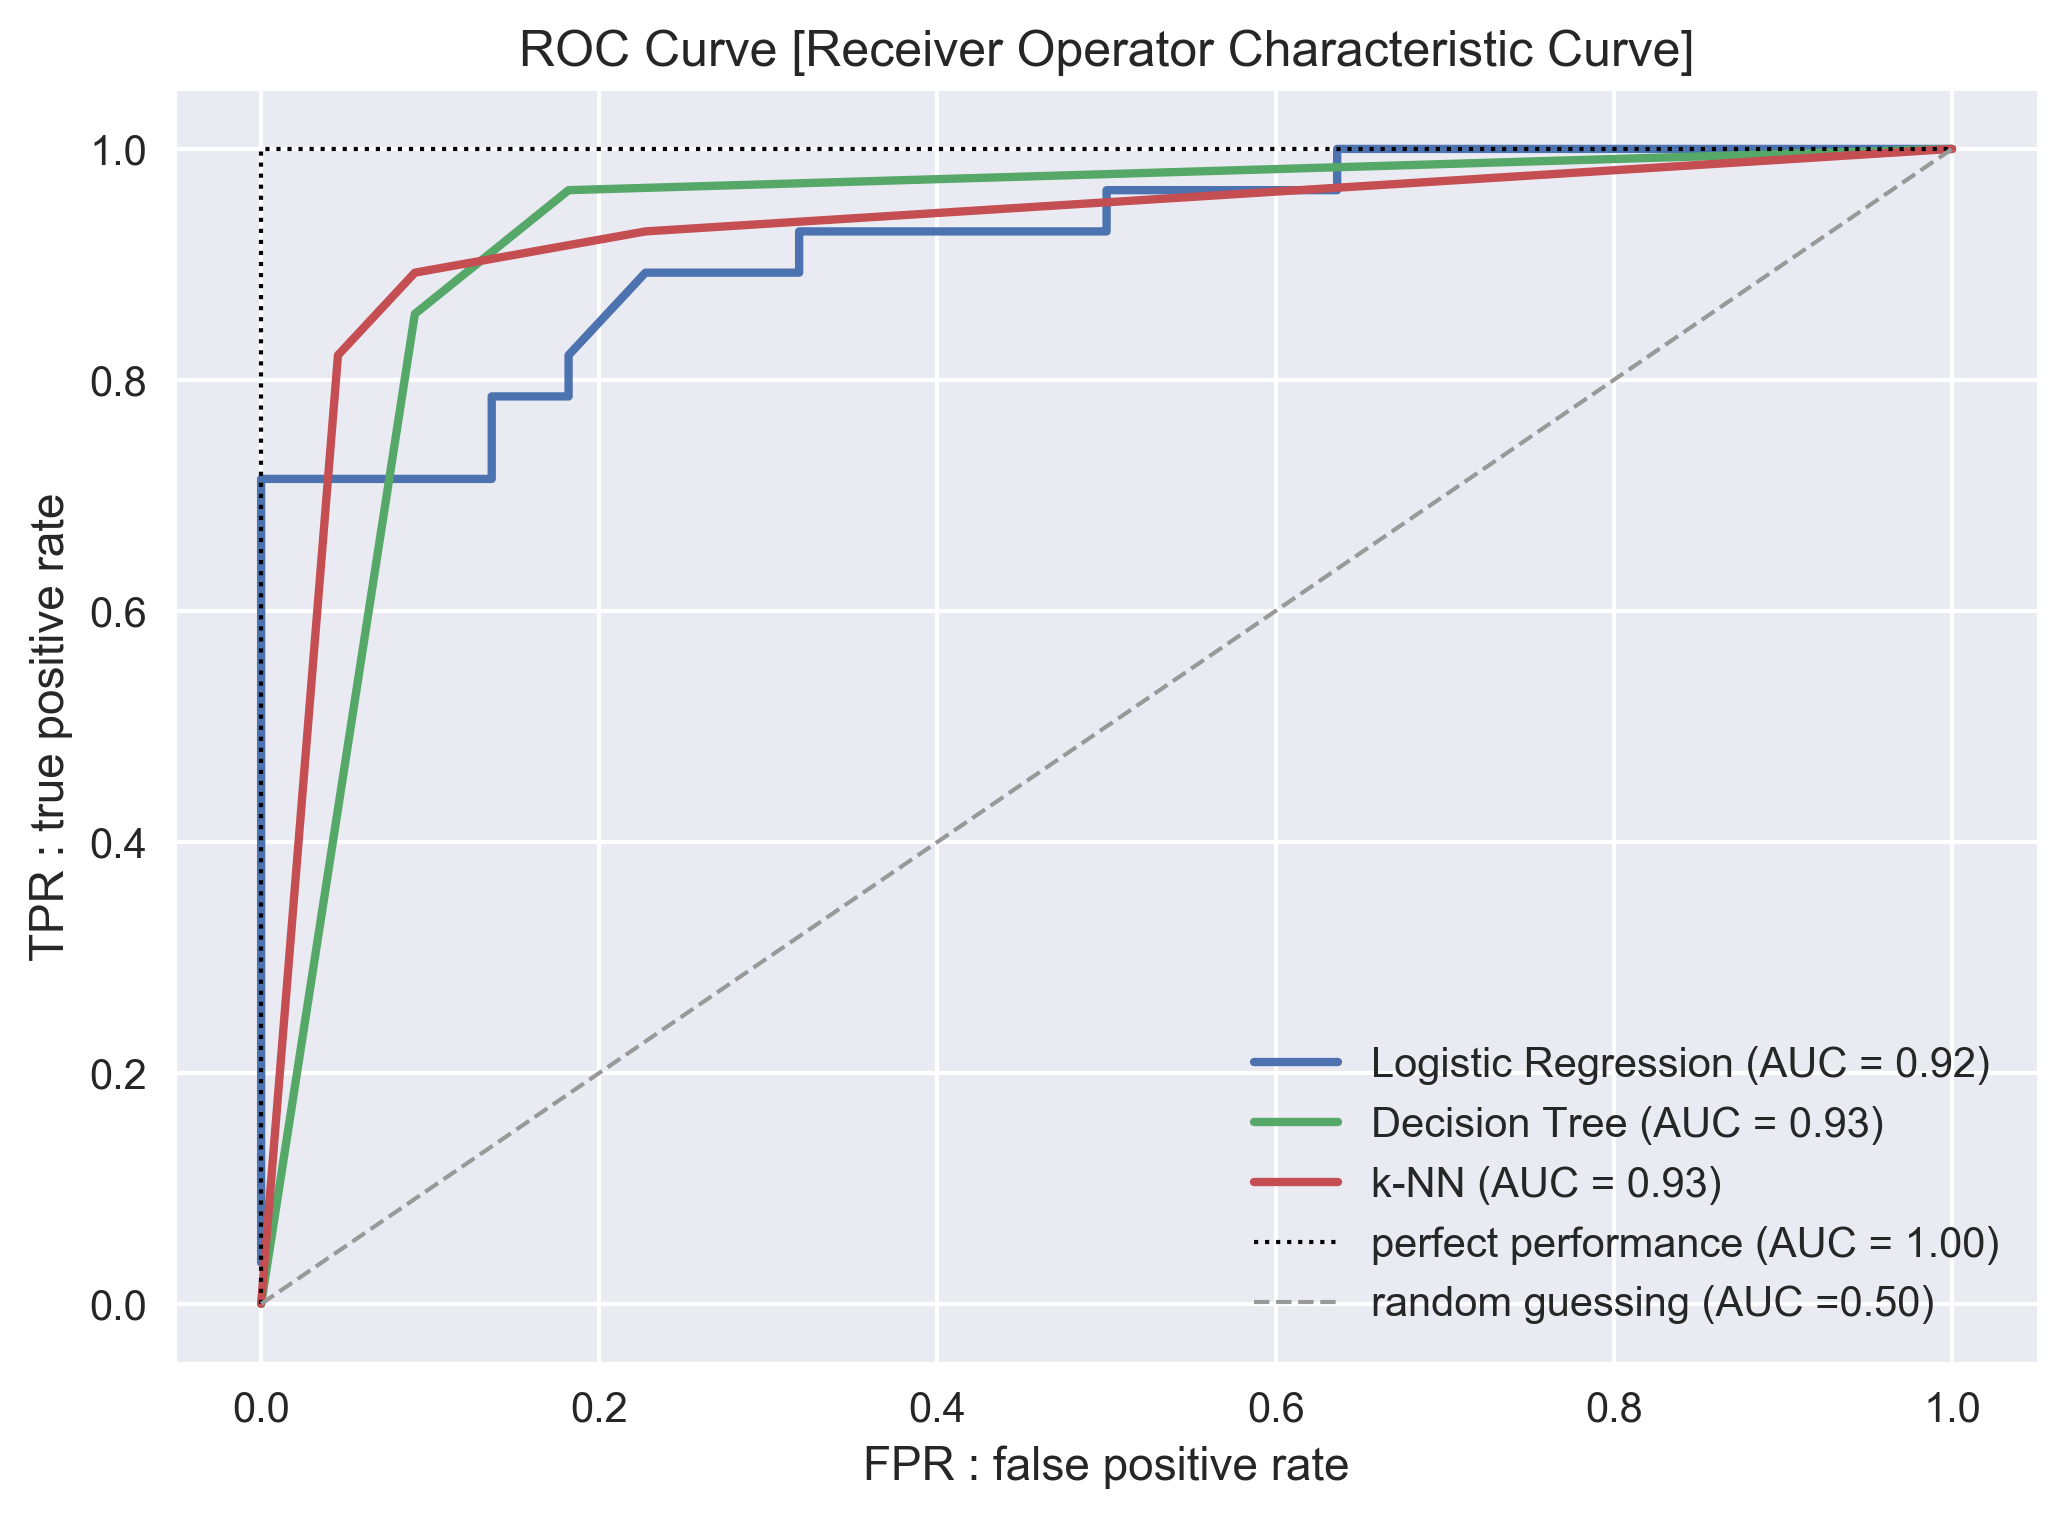 ROC Curve [Receiver Operator Characteristic Curve]
TPR : true positive rate
1.0
0.8
0.6
0.4
0.2
0.0
Logistic Regression (AUC = 0.92)
Decision Tree (AUC = 0.93)
k-NN (AUC = 0.93)
perfect performance (AUC = 1.00)
random guessing (AUC =0.50)
0.0 0.2 0.4 0.6 0.8 1.0
FPR : false positive rate